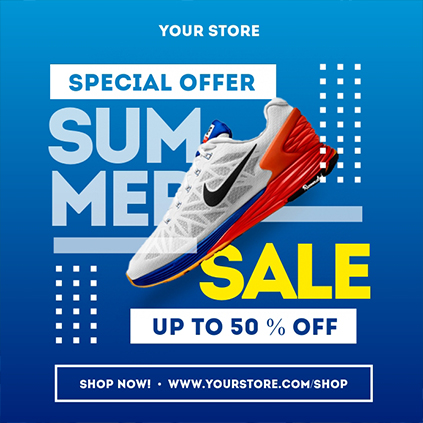 YOUR STORE
SPECIAL OFFER
SUM
MER
SALE
UP TO 50 % OFF
SHOP NOW! • WWW.YOURSTORE.COM/SHOP